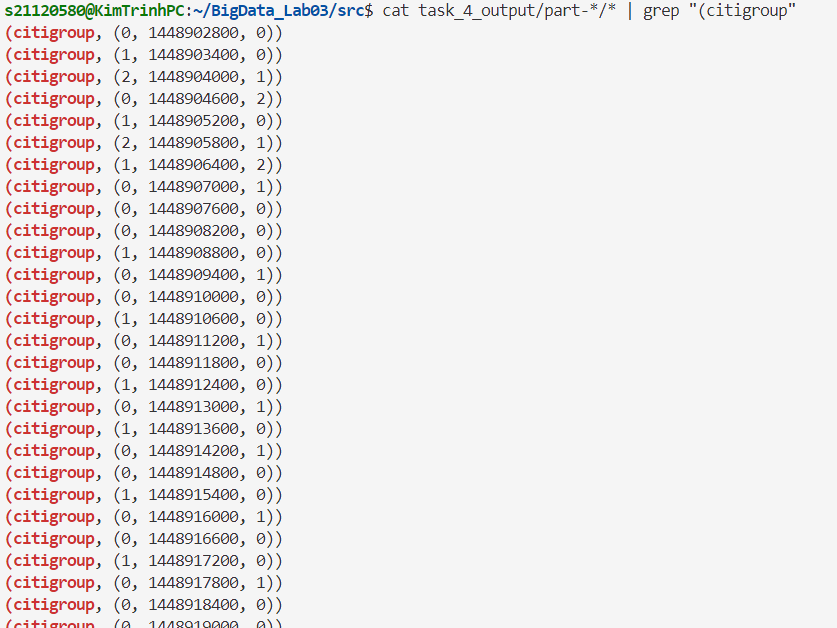 s21120580@KimTrinhPC:~/BigData_Lab03/src$ cat task_4_output/part-*/* | grep "(citigroup"
(citigroup, (0, 1448902800, 0))
(citigroup, (1, 1448903400, 0))
(citigroup, (2, 1448904000, 1))
(citigroup, (0, 1448904600, 2))
(citigroup, (1, 1448905200, 0))
(citigroup, (2, 1448905800, 1))
(citigroup, (1, 1448906400, 2))
(citigroup, (0, 1448907000, 1))
(citigroup, (0, 1448907600, 0))
(citigroup, (0, 1448908200, 0))
(citigroup, (1, 1448908800, 0))
(citigroup, (0, 1448909400, 1))
(citigroup, (0, 1448910000, 0))
(citigroup, (1, 1448910600, 0))
(citigroup, (0, 1448911200, 1))
(citigroup, (0, 1448911800, 0))
(citigroup, (1, 1448912400, 0))
(citigroup, (0, 1448913000, 1))
(citigroup, (1, 1448913600, 0))
(citigroup, (0, 1448914200, 1))
(citigroup, (0, 1448914800, 0))
(citigroup, (1, 1448915400, 0))
(citigroup, (0, 1448916000, 1))
(citigroup, (0, 1448916600, 0))
(citigroup, (1, 1448917200, 0))
(citigroup, (0, 1448917800, 1))
(citigroup, (0, 1448918400, 0))
(citigroup, (0, 1448919000, 0))